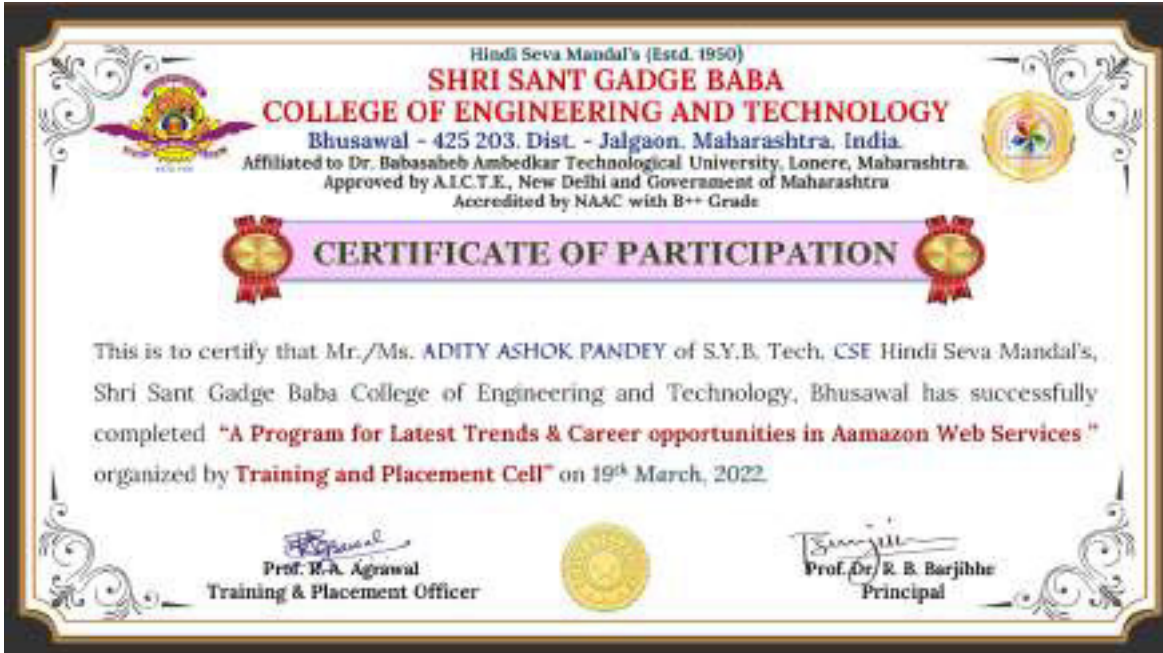 Hindi Seva Mandal's (Estd. 1950)
SHRI SANT GADGE BABA
COLLEGE OF ENGINEERING AND TECHNOLOGY
Bhusawal - 425 203. Dist. - Jalgaon. Maharashtra. India.
Affiliated to Dr. Babasaheb Ambedkar Technological University, Lonere, Maharashtra.
Approved by A.I.C.T.E., New Delhi and Government of Maharashtra
Accredited by NAAC with B++ Grade
CERTIFICATE OF PARTICIPATION
This is to certify that Mr./Ms. ADITY ASHOK PANDEY of S.Y.B. Tech. CSE Hindi Seva Mandal's,
Shri Sant Gadge Baba College of Engineering and Technology, Bhusawal has successfully
completed "A Program for Latest Trends & Career opportunities in Aamazon Web Services "
organized by Training and Placement Cell" on 19th March, 2022.
Prof. R.A. Agrawal
Training & Placement Officer
Prof. Dr. R. B. Barjibhe
Principal